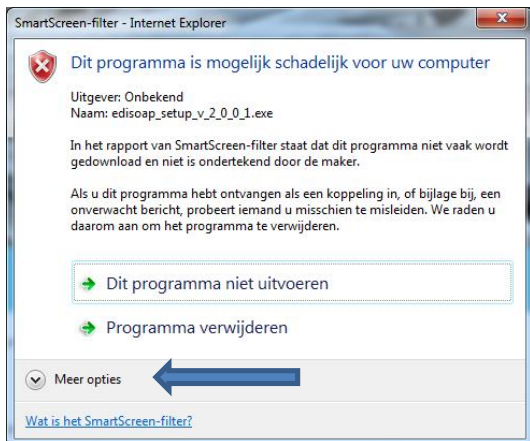 SmartScreen-filter - Internet Explorer
Dit programma is mogelijk schadelijk voor uw computer
Uitgever: Onbekend
Naam: edisoap_setup_v_2_0_0_1.exe
In het rapport van SmartScreen-filter staat dat dit programma niet vaak wordt
gedownload en niet is ondertekend door de maker.
Als u dit programma hebt ontvangen als een koppeling in, of bijlage bij, een
onverwacht bericht, probeert iemand u misschien te misleiden. We raden u
daarom aan om het programma te verwijderen.
Dit programma niet uitvoeren
Programma verwijderen
Meer opties
Wat is het SmartScreen-filter?